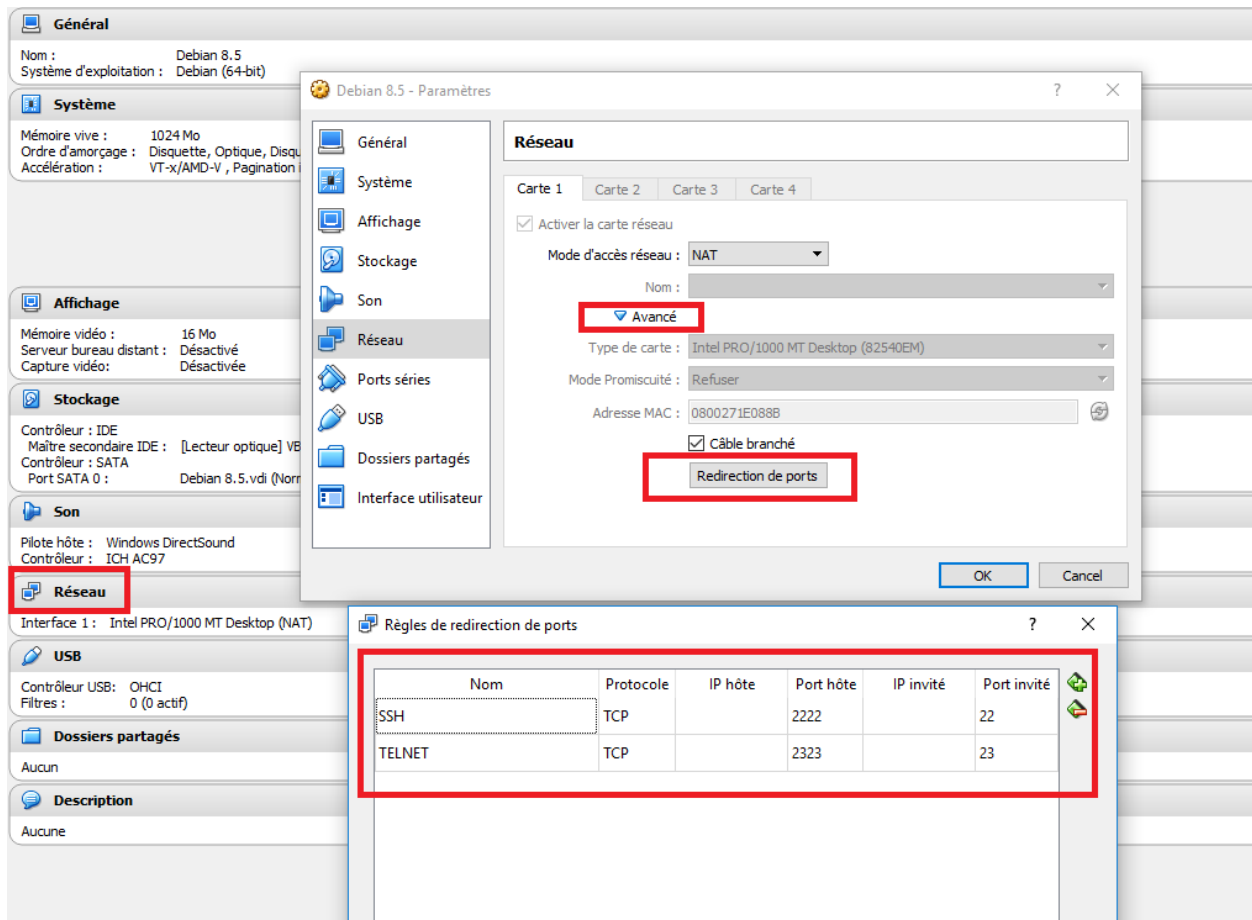 Général
Nom : Debian 8.5
Système d'exploitation : Debian (64-bit)
Système
Mémoire vive : 1024 Mo
Ordre d'amorçage : Disquette, Optique, Disqu
Accélération : VT-x/AMD-V , Pagination i
Affichage
Mémoire vidéo : 16 Mo
Serveur bureau distant : Désactivé
Capture vidéo: Désactivée
Stockage
Contrôleur : IDE
Maître secondaire IDE : [Lecteur optique] VB
Contrôleur : SATA
Port SATA 0 : Debian 8.5.vdi (Norr
Son
Pilote hôte : Windows DirectSound
Contrôleur : ICH AC97
Réseau
Interface 1 : Intel PRO/1000 MT Desktop (NAT)
USB
Contrôleur USB: OHCI
Filtres : 0 (0 actif)
Dossiers partagés
Aucun
Description
Aucune
Debian 8.5 - Paramètres
?
Général
Système
Affichage
Stockage
Son
Réseau
Ports séries
USB
Dossiers partagés
Interface utilisateur
Réseau
Carte 1 Carte 2 Carte 3 Carte 4
Activer la carte réseau
Mode d'accès réseau : NAT
Nom :
Avancé
Type de carte : Intel PRO/1000 MT Desktop (82540EM)
Mode Promiscuité : Refuser
Adresse MAC : 0800271E088B
Câble branché
Redirection de ports
OK Cancel
Règles de redirection de ports ?
Nom Protocole IP hôte Port hôte IP invité Port invité
SSH TCP 2222 22
TELNET TCP 2323 23